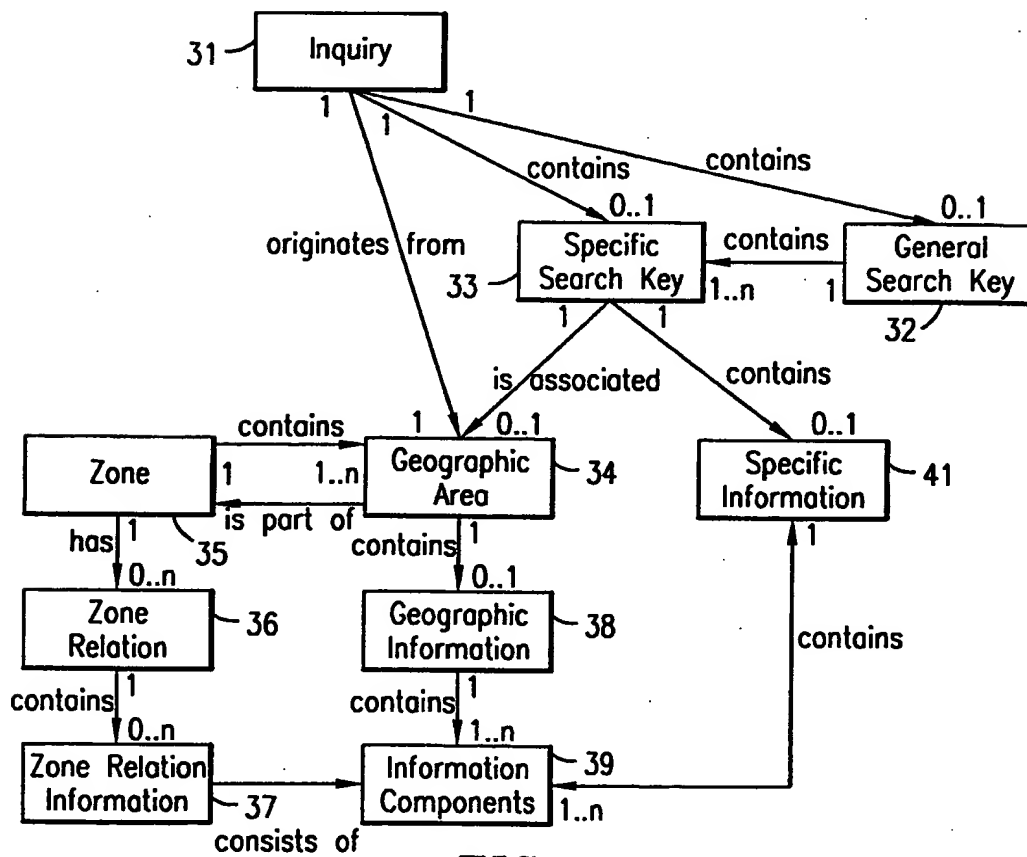 31
Inquiry
1
1
1
contains
contains
originates from
0..1
0..1
Specific
Search Key
33
contains
1..n
1
General
Search Key
32
1
1
is associated
contains
contains
1
0..1
0..1
Zone
1
1..n
Geographic
Area
34
Specific
Information
41
is part of
35
has
1
contains
1
1
0..n
0..1
Zone
Relation
36
Geographic
Information
38
contains
contains
1
contains
1
0..n
1..n
Zone Relation
Information
37
Information
Components
39
1..n
consists of